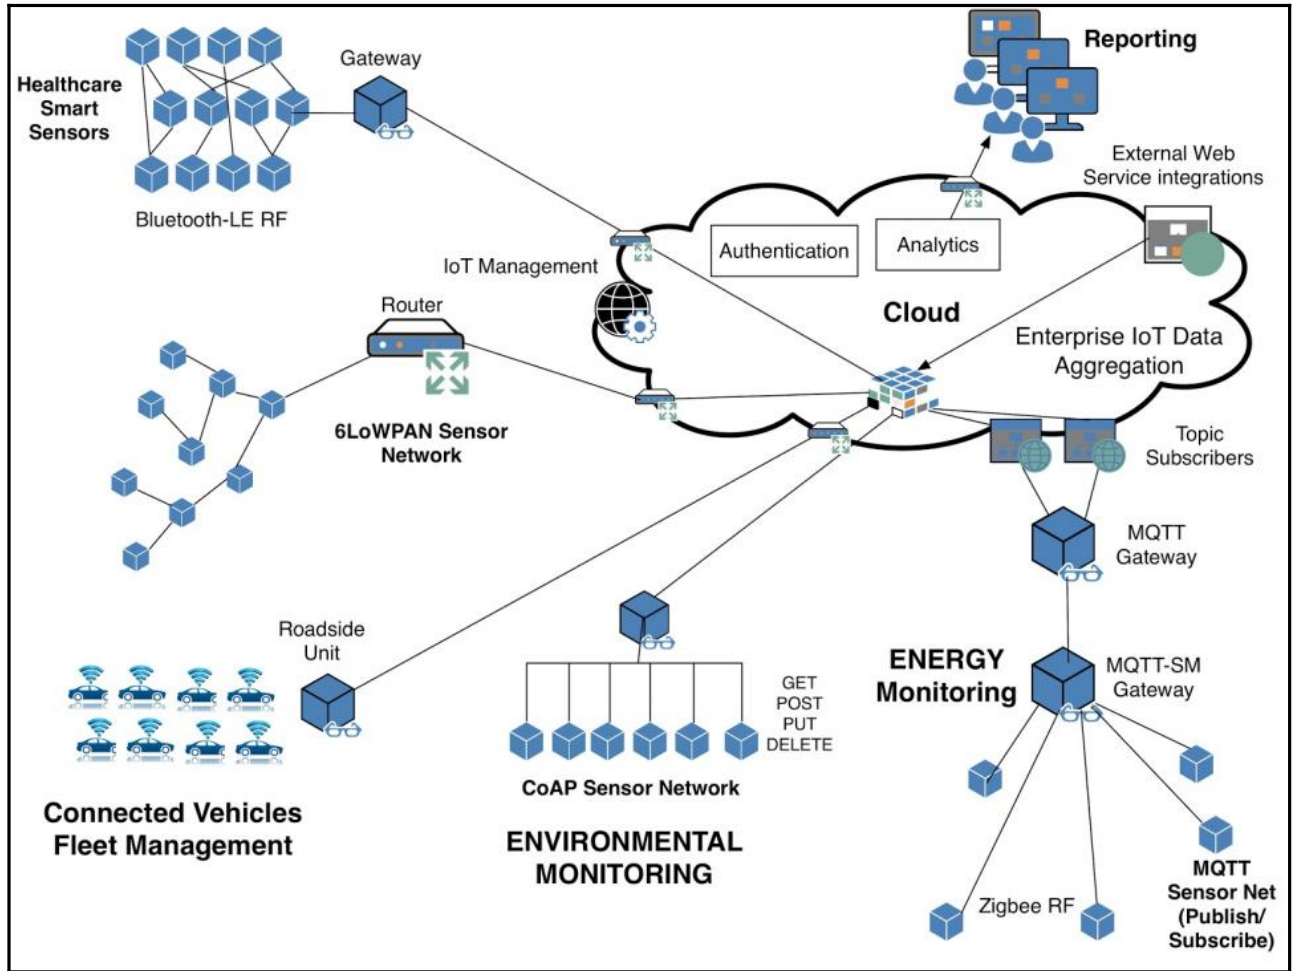 Reporting
Healthcare
Smart
Sensors
Gateway
External Web
Service integrations
Bluetooth-LE RF
Authentication
Analytics
IoT Management
Router
Cloud
Enterprise IoT Data
Aggregation
6LoWPAN Sensor
Network
Topic
Subscribers
MQTT
Gateway
Roadside
Unit
ENERGY
Monitoring
MQTT-SM
Gateway
GET
POST
PUT
DELETE
CoAP Sensor Network
Connected Vehicles
Fleet Management
ENVIRONMENTAL
MONITORING
Zigbee RF
MQTT
Sensor Net
(Publish/
Subscribe)